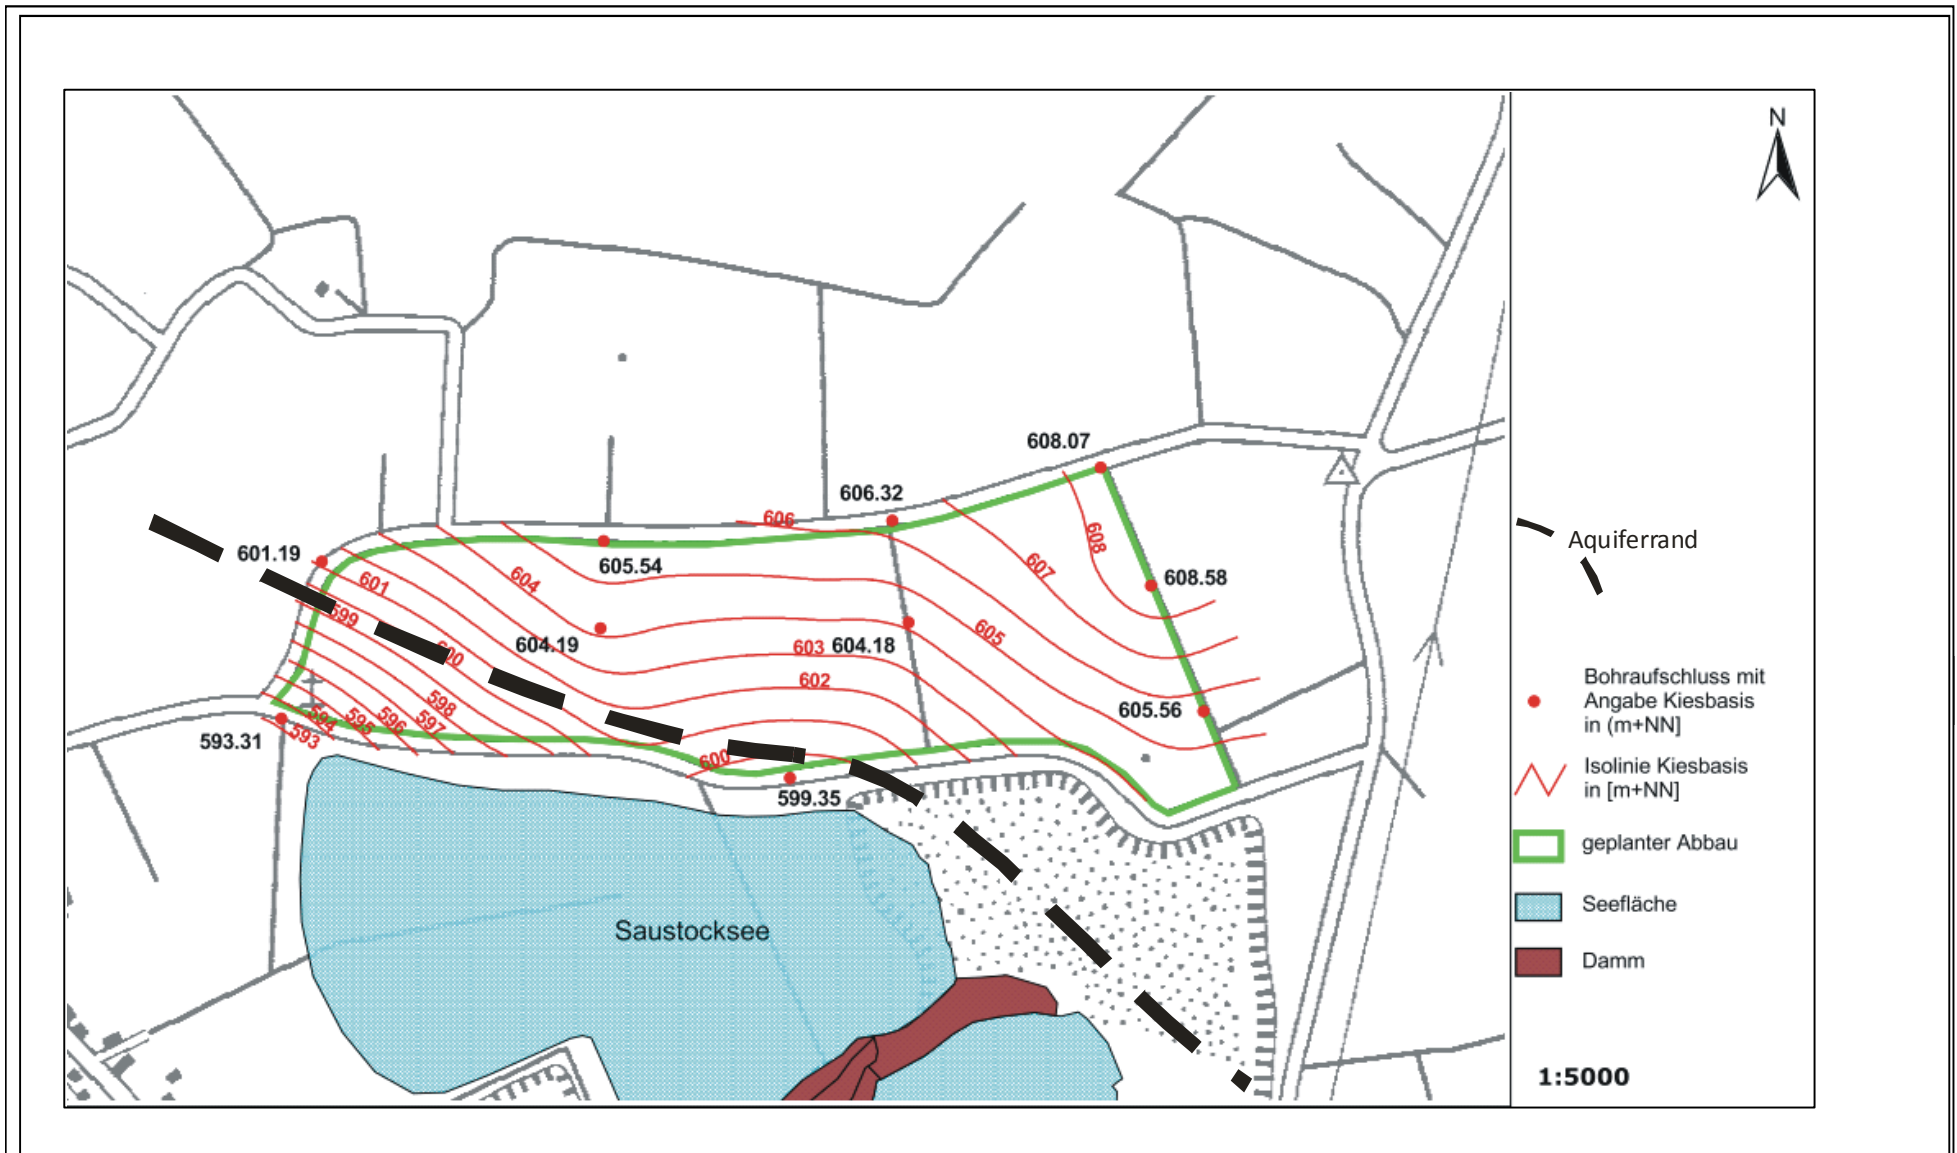 N
608.07
606.32
606
608
601.19
601
604
605.54
607
608.58
599
605
604.19
603
604.18
600
602
598
605.56
594
595
596
597
593.31
593
600
599.35
Saustocksee
Aquiferrand
Bohraufschluss mit
Angabe Kiesbasis
in (m+NN]
Isolinie Kiesbasis
in [m+NN]
geplanter Abbau
Seefläche
Damm
1:5000